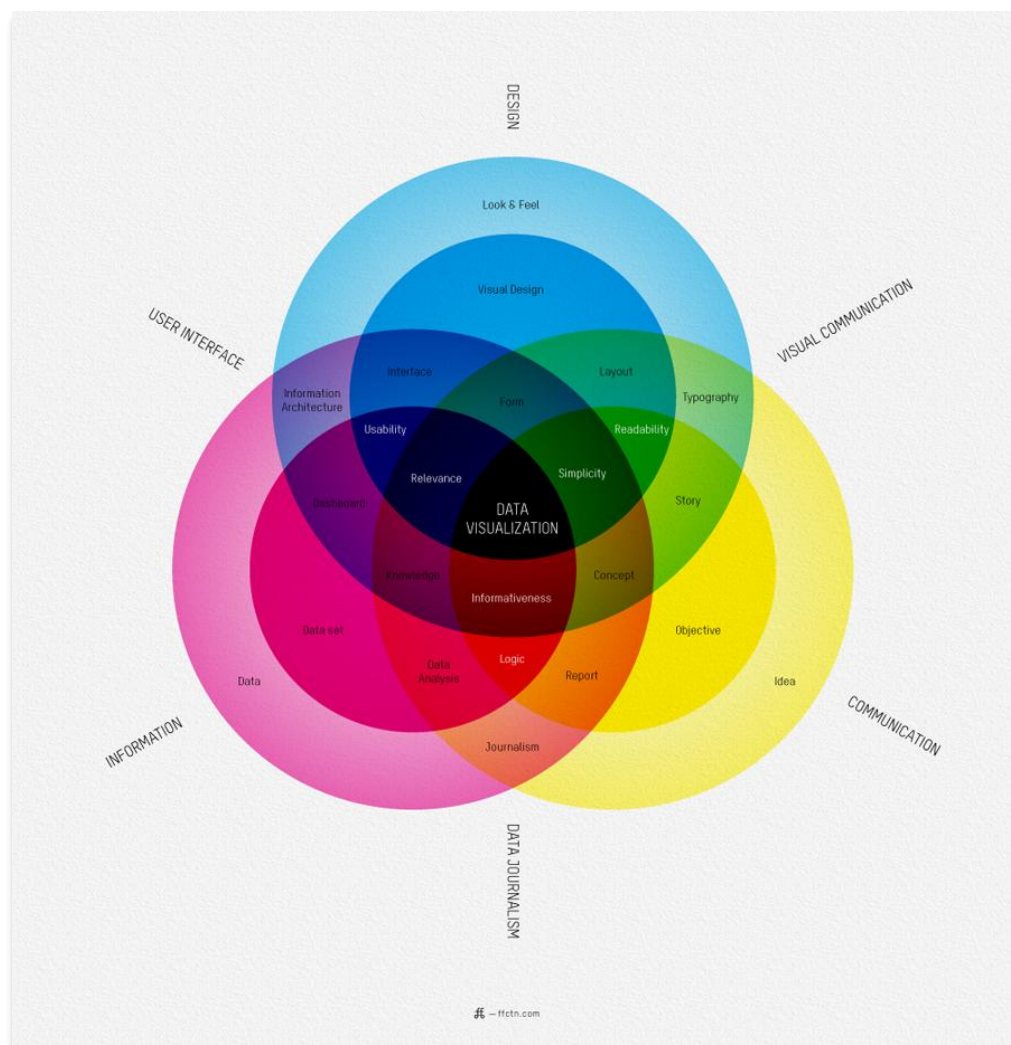 DESIGN
Look & Feel
Visual Design
USER INTERFACE
VISUAL COMMUNICATION
Interface
Layout
Information
Architecture
Form
Typography
Usability
Readability
Relevance
Simplicity
Dashboard
Story
DATA
VISUALIZATION
Knowledge
Concept
Informativeness
Data set
Objective
Logic
Data
Analysis
Report
Data
Idea
INFORMATION
COMMUNICATION
Journalism
DATA JOURNALISM
ff — ffctn.com